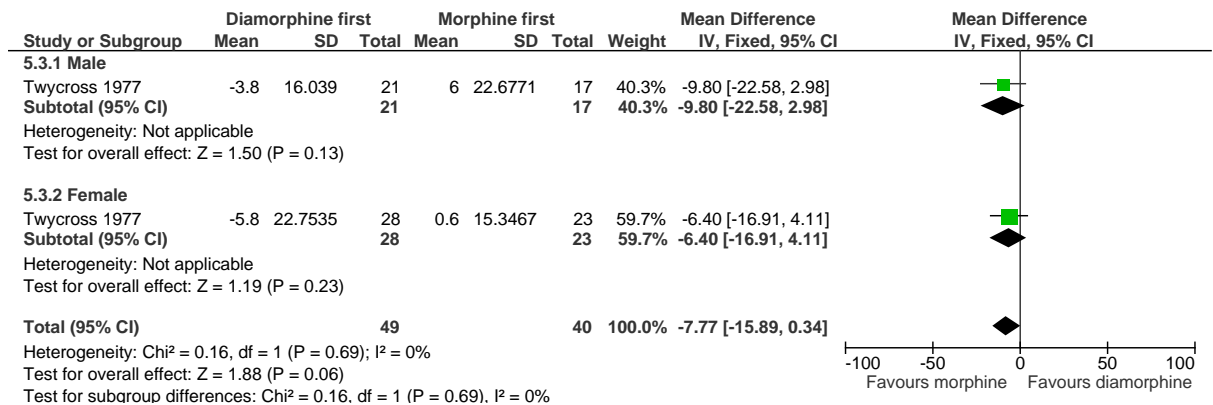 Diamorphine first Morphine first Mean Difference Mean Difference
Study or Subgroup Mean SD Total Mean SD Total Weight IV, Fixed, 95% CI IV, Fixed, 95% CI
5.3.1 Male
Twycross 1977 -3.8 16.039 21 6 22.6771 17 40.3% -9.80 [-22.58, 2.98]
Subtotal (95% CI) 21 17 40.3% -9.80 [-22.58, 2.98]
Heterogeneity: Not applicable
Test for overall effect: Z = 1.50 (P = 0.13)
5.3.2 Female
Twycross 1977 -5.8 22.7535 28 0.6 15.3467 23 59.7% -6.40 [-16.91, 4.11]
Subtotal (95% CI) 28 23 59.7% -6.40 [-16.91, 4.11]
Heterogeneity: Not applicable
Test for overall effect: Z = 1.19 (P = 0.23)
Total (95% CI) 49 40 100.0% -7.77 [-15.89, 0.34]
Heterogeneity: Chi² = 0.16, df = 1 (P = 0.69); I² = 0%
Test for overall effect: Z = 1.88 (P = 0.06)
Test for subgroup differences: Chi² = 0.16, df = 1 (P = 0.69), I² = 0%
-100 -50 0 50 100
Favours morphine Favours diamorphine